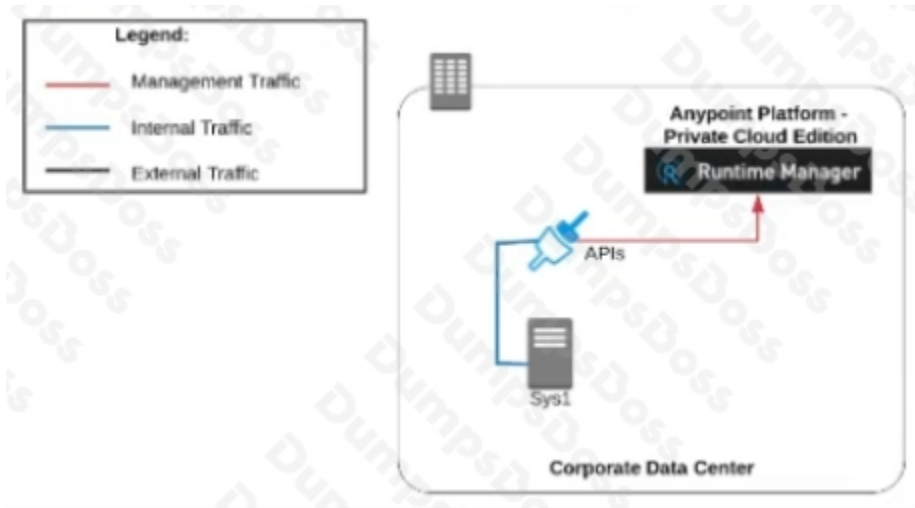 Legend:
Management Traffic
Internal Traffic
External Traffic
Anypoint Platform -
Private Cloud Edition
Runtime Manager
APIs
Sys1
Corporate Data Center
DumpsDoss